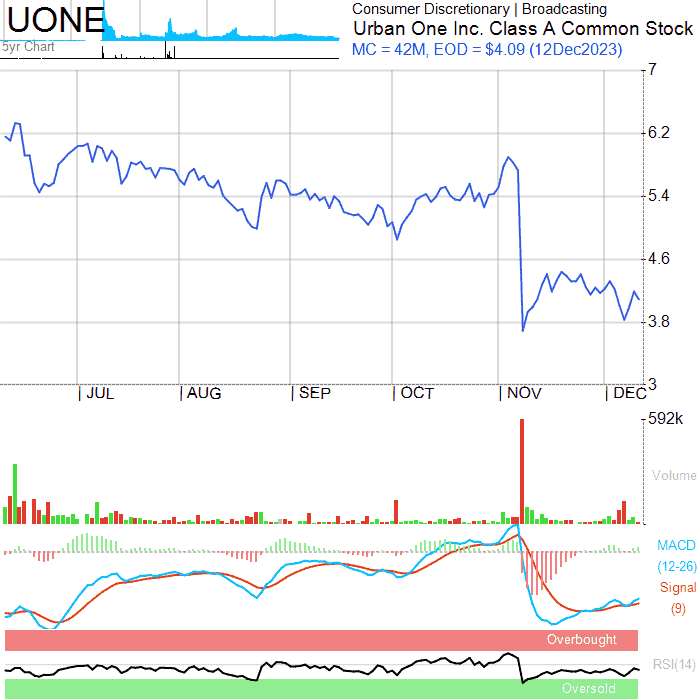 UONE
5yr Chart
Consumer Discretionary | Broadcasting
Urban One Inc. Class A Common Stock
MC = 42M, EOD = $4.09 (12Dec2023)
7
6.2
5.4
4.6
3.8
3
| JUL | AUG | SEP | OCT | NOV | DEC
592k
Volume
MACD
(12-26)
Signal
(9)
Overbought
RSI(14)
Oversold